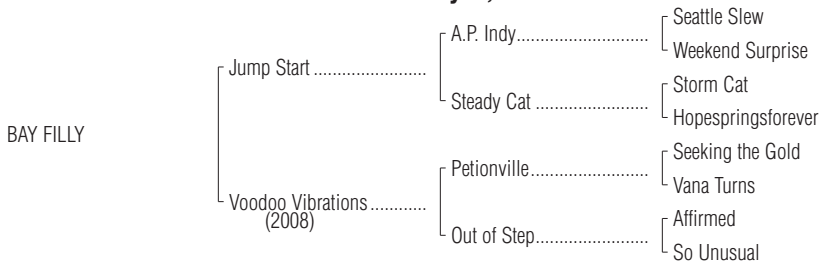 Seattle Slew
A.P. Indy
Weekend Surprise
Jump Start
Storm Cat
Steady Cat
Hopespringsforever
BAY FILLY
Seeking the Gold
Petionville
Vana Turns
Voodoo Vibrations
(2008)
Affirmed
Out of Step
So Unusual